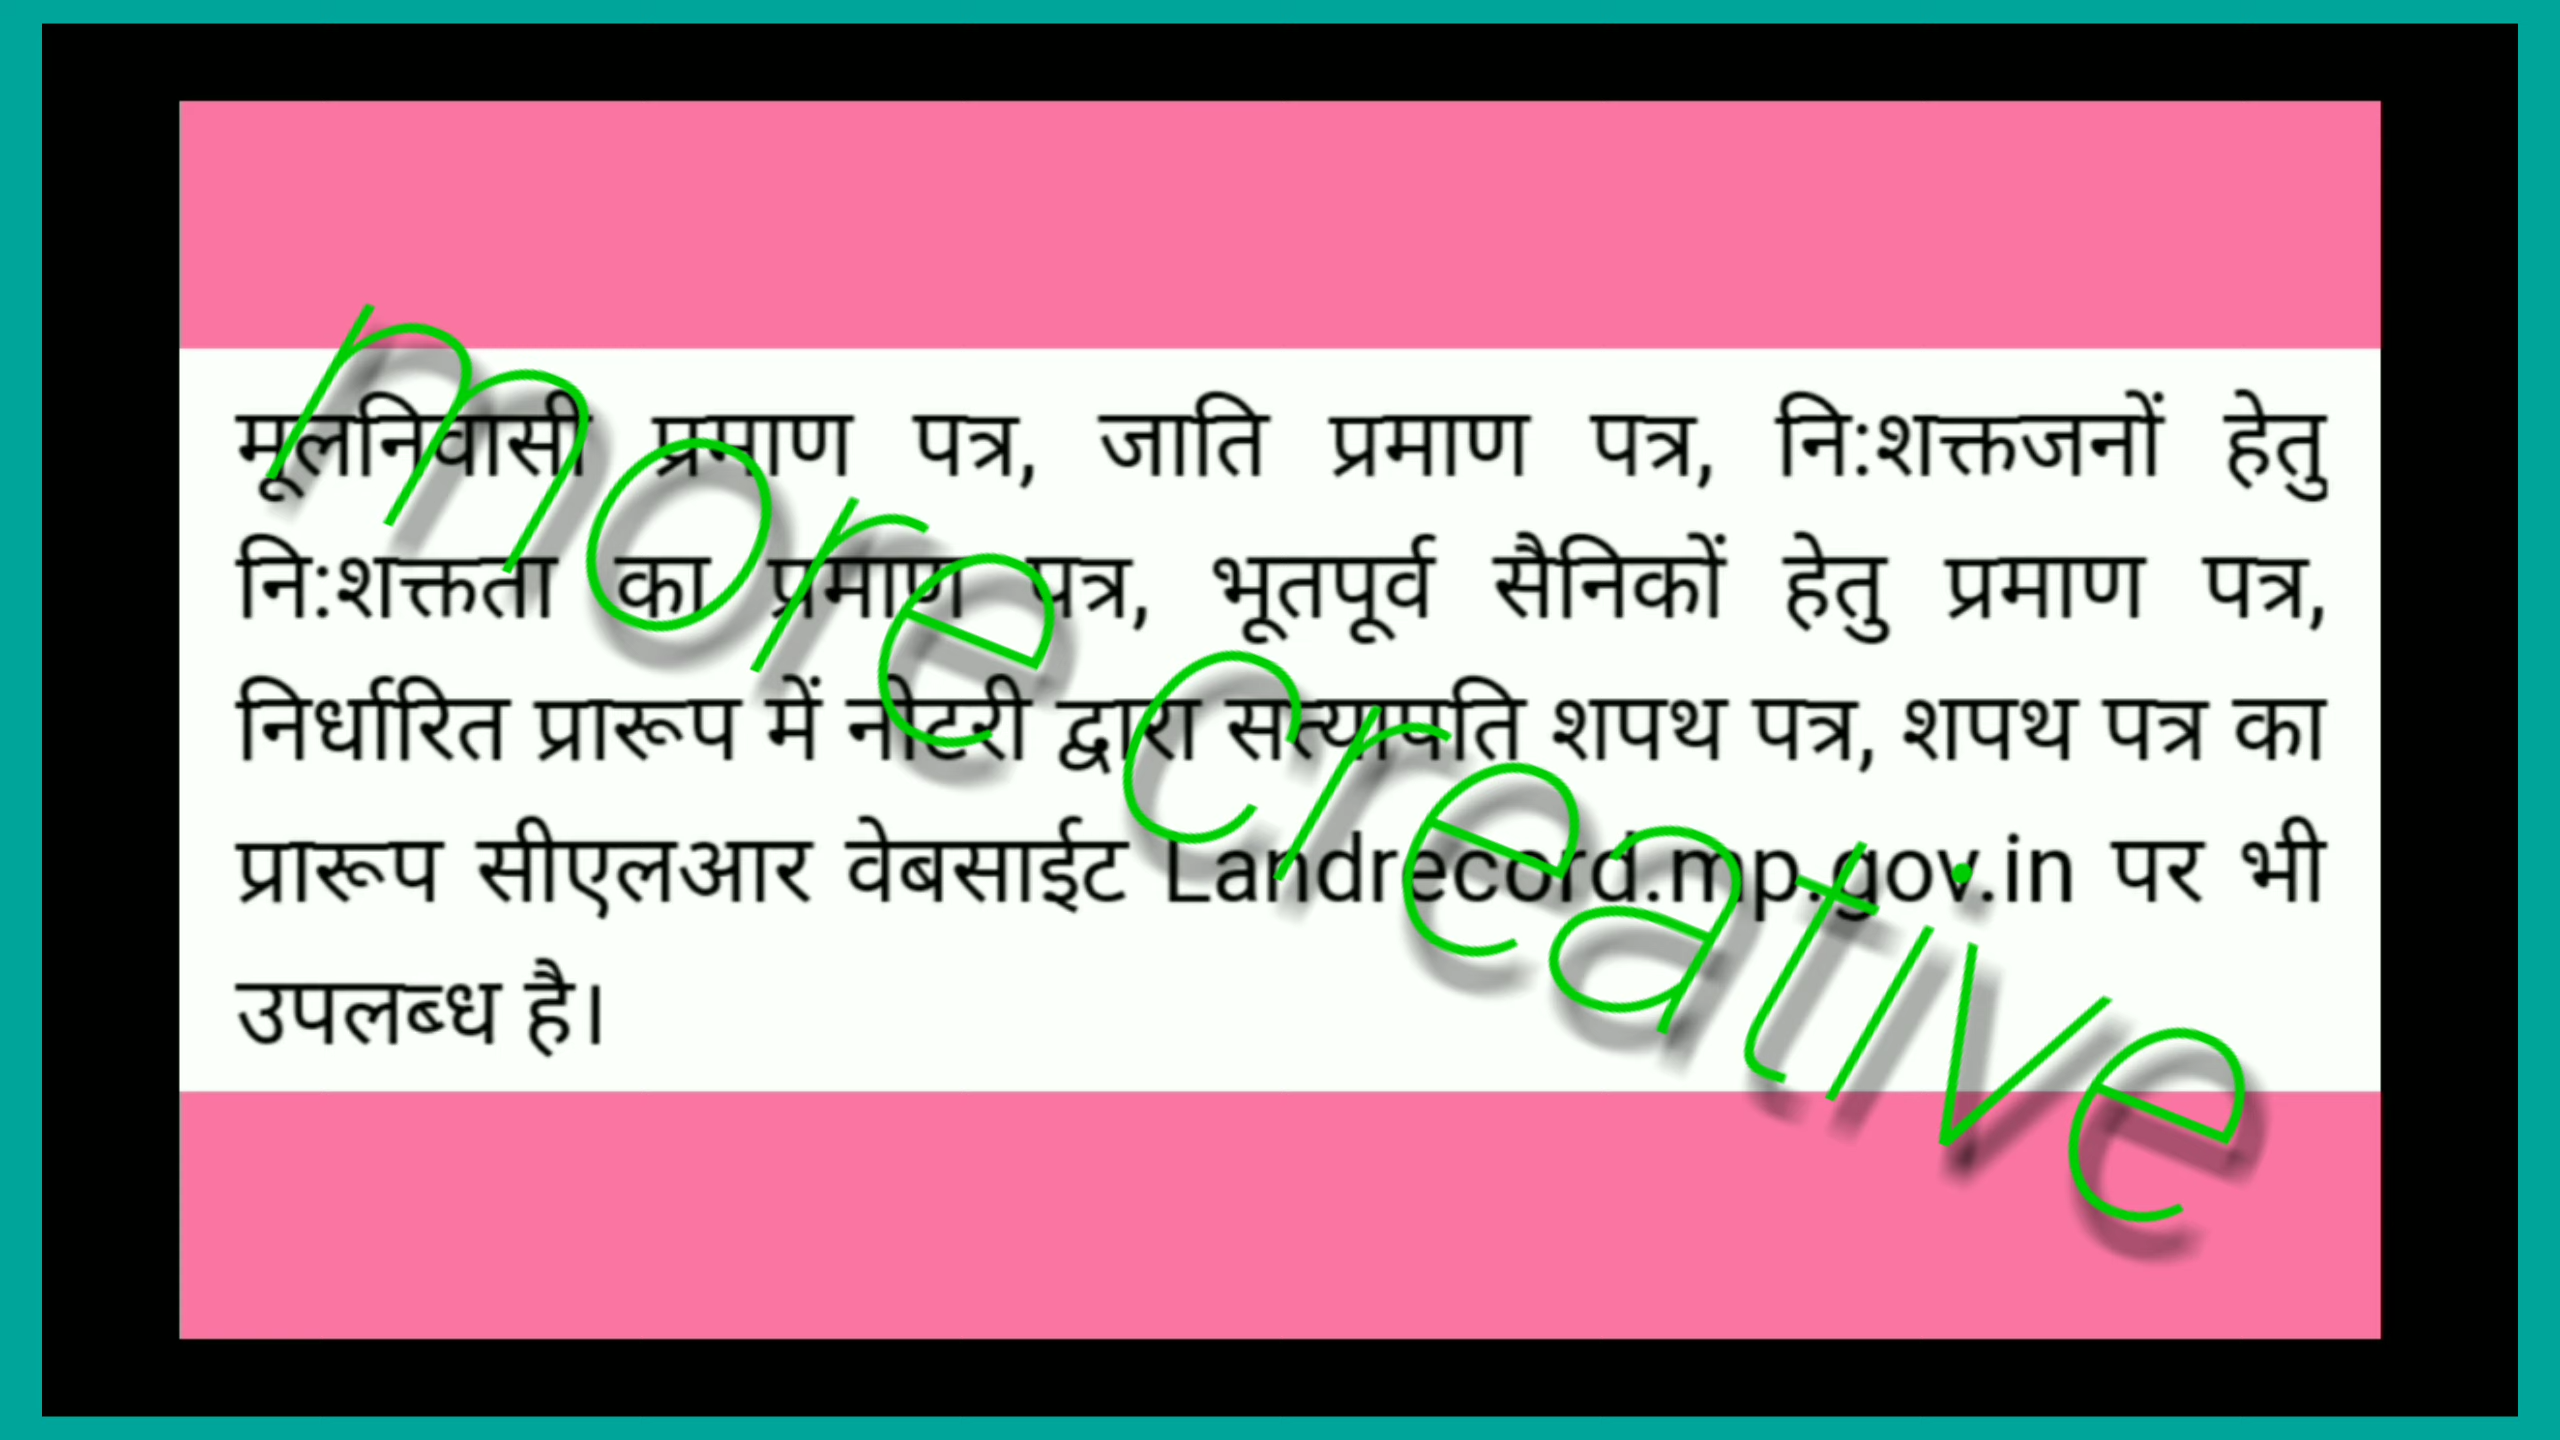 मूलनिवासी प्रमाण पत्र, जाति प्रमाण पत्र, नि:शक्तजनों हेतु
नि:शक्तता का प्रमाण पत्र, भूतपूर्व सैनिकों हेतु प्रमाण पत्र,
निर्धारित प्रारूप में नोटरी द्वारा सत्यापति शपथ पत्र, शपथ पत्र का
प्रारूप सीएलआर वेबसाईट Landrecord.mp.gov.in पर भी
उपलब्ध है।
more creative